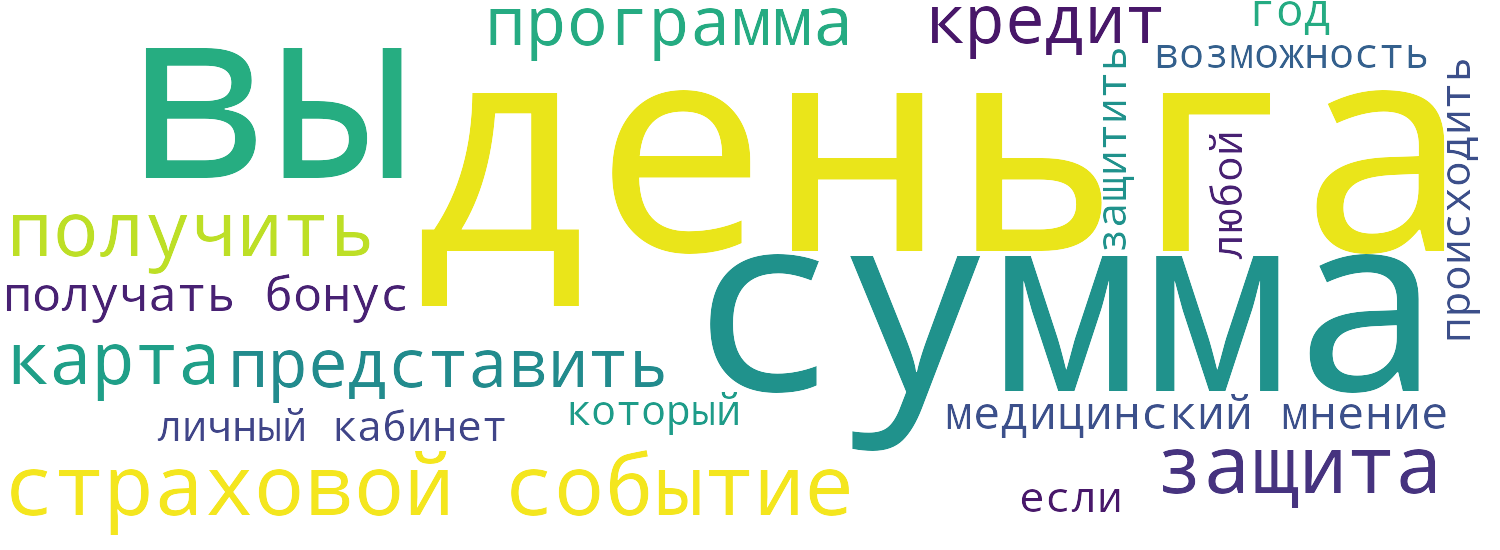 программа
кредит
год
возможность
вы
деньга
защитить
любой
происходить
получить
сумма
получать бонус
карта
представить
который
медицинский мнение
личный кабинет
страховой событие
защита
если